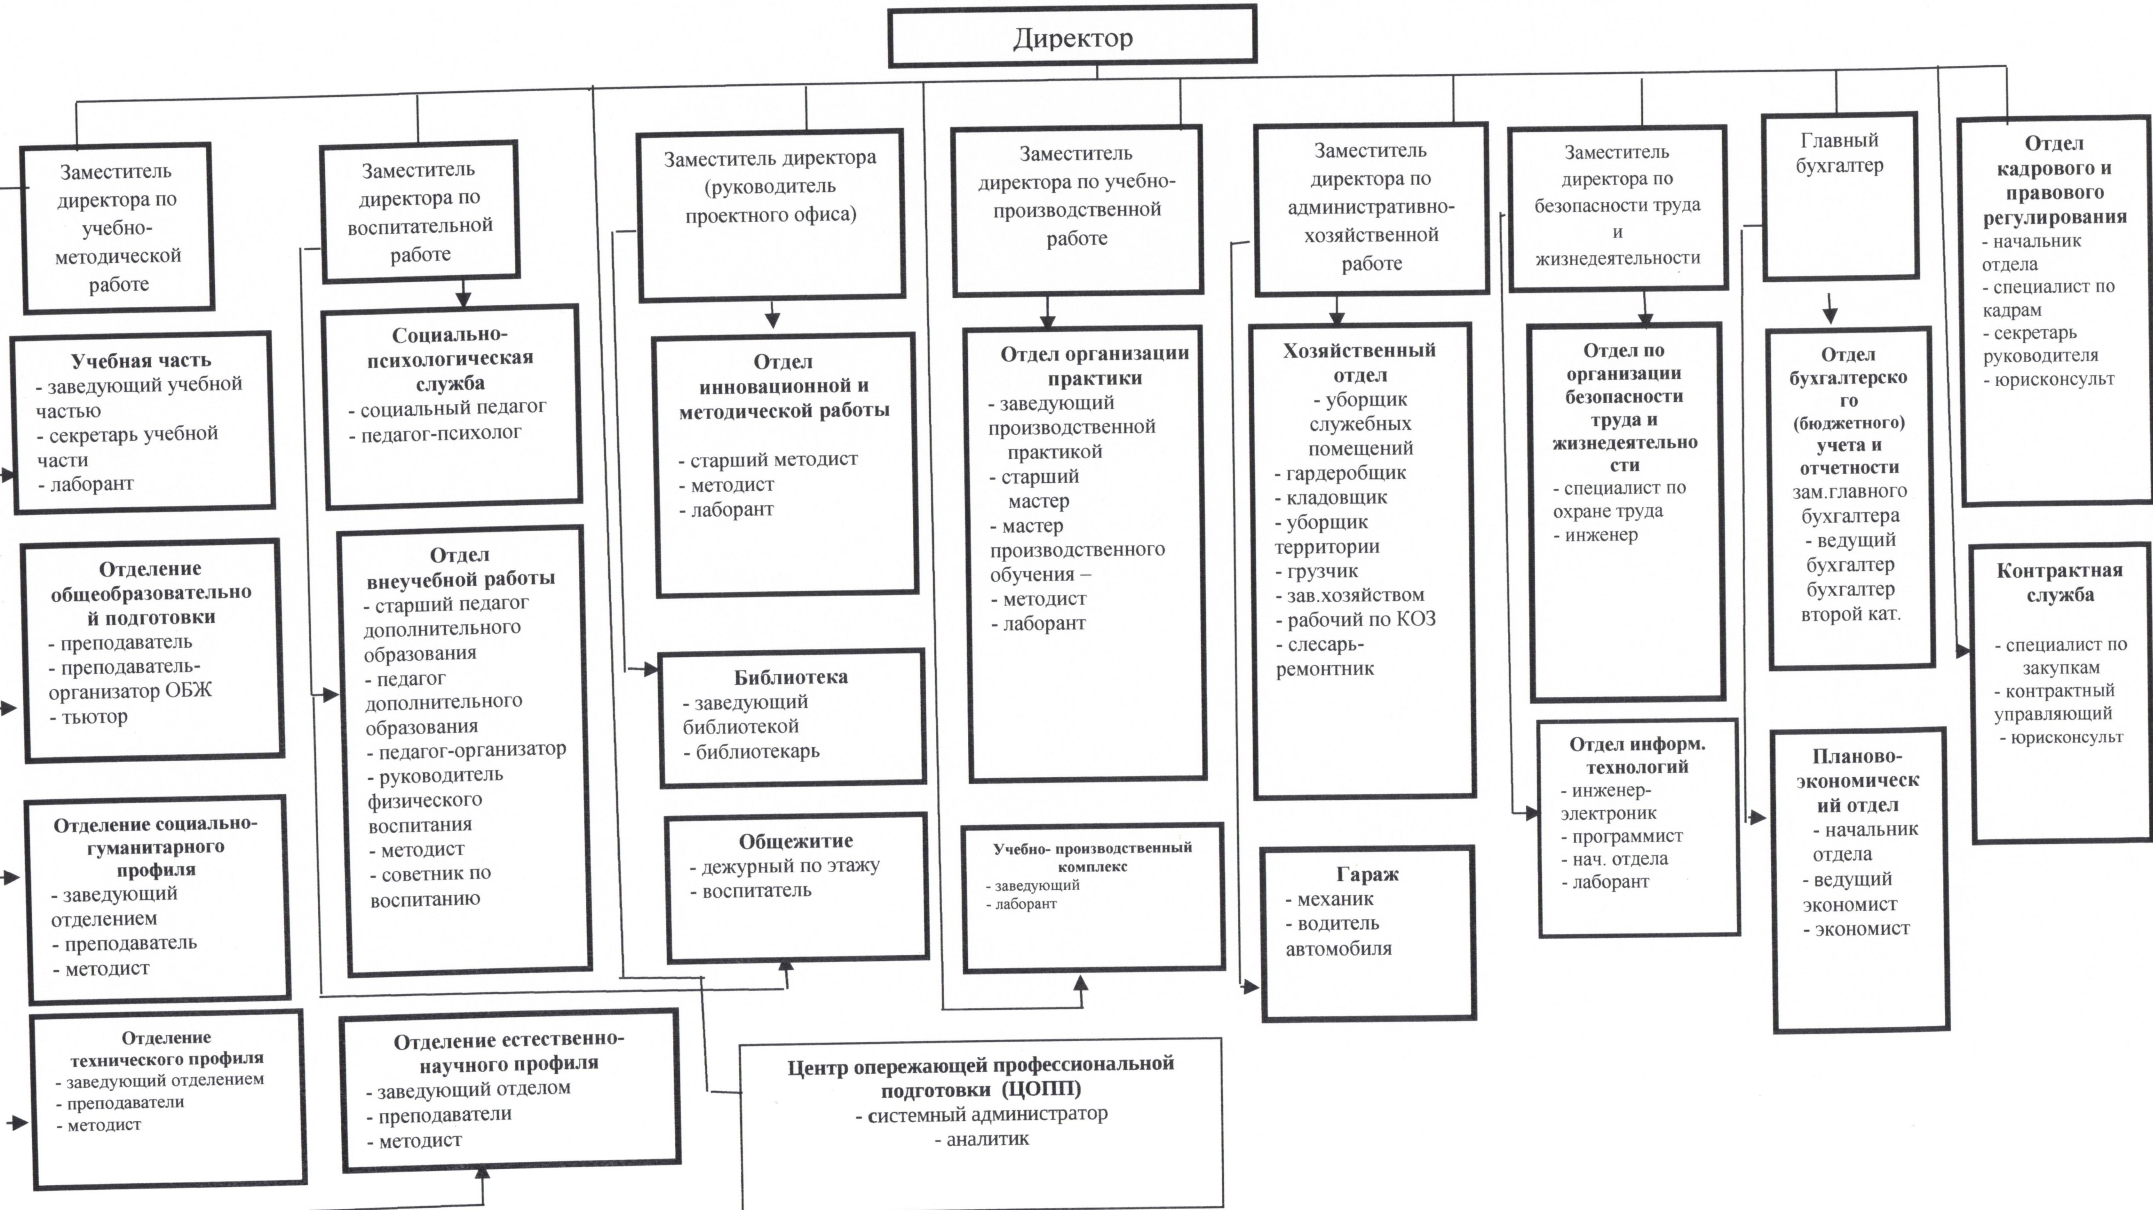 Директор
Заместитель
директора по
учебно-
методической
работе
Заместитель
директора по
воспитательной
работе
Заместитель директора
(руководитель
проектного офиса)
Заместитель
директора по учебно-
производственной
работе
Заместитель
директора по
административно-
хозяйственной
работе
Заместитель
директора по
безопасности труда
и
жизнедеятельности
Главный
бухгалтер
Отдел
кадрового и
правового
регулирования
- начальник
отдела
- специалист по
кадрам
- секретарь
руководителя
- юрисконсульт
Учебная часть
- заведующий учебной
частью
- секретарь учебной
части
- лаборант
Социально-
психологическая
служба
- социальный педагог
- педагог-психолог
Отдел
инновационной и
методической работы
- старший методист
- методист
- лаборант
Отдел организации
практики
- заведующий
производственной
практикой
- старший
мастер
- мастер
производственного
обучения –
- методист
- лаборант
Хозяйственный
отдел
- уборщик
служебных
помещений
- гардеробщик
- кладовщик
- уборщик
территории
- грузчик
- зав.хозяйством
- рабочий по КОЗ
- слесарь-
ремонтник
Отдел по
организации
безопасности
труда и
жизнедеятельно
сти
- специалист по
охране труда
- инженер
Отдел
бухгалтерско
го
(бюджетного)
учета и
отчетности
зам.главного
бухгалтера
- ведущий
бухгалтер
бухгалтер
второй кат.
Контрактная
служба
- специалист по
закупкам
- контрактный
управляющий
- юрисконсульт
Отделение
общеобразовательно
й подготовки
- преподаватель
- преподаватель-
организатор ОБЖ
- тьютор
Отдел
внеучебной работы
- старший педагог
дополнительного
образования
- педагог
дополнительного
образования
- педагог-организатор
- руководитель
физического
воспитания
- методист
- советник по
воспитанию
Библиотека
- заведующий
библиотекой
- библиотекарь
Отдел информ.
технологий
- инженер-
электроник
- программист
- нач. отдела
- лаборант
Планово-
экономическ
ий отдел
- начальник
отдела
- ведущий
экономист
- экономист
Отделение социально-
гуманитарного
профиля
- заведующий
отделением
- преподаватель
- методист
Общежитие
- дежурный по этажу
- воспитатель
Учебно- производственный
комплекс
- заведующий
- лаборант
Гараж
- механик
- водитель
автомобиля
Отделение
технического профиля
- заведующий отделением
- преподаватели
- методист
Отделение естественно-
научного профиля
- заведующий отделом
- преподаватели
- методист
Центр опережающей профессиональной
подготовки (ЦОПП)
- системный администратор
- аналитик